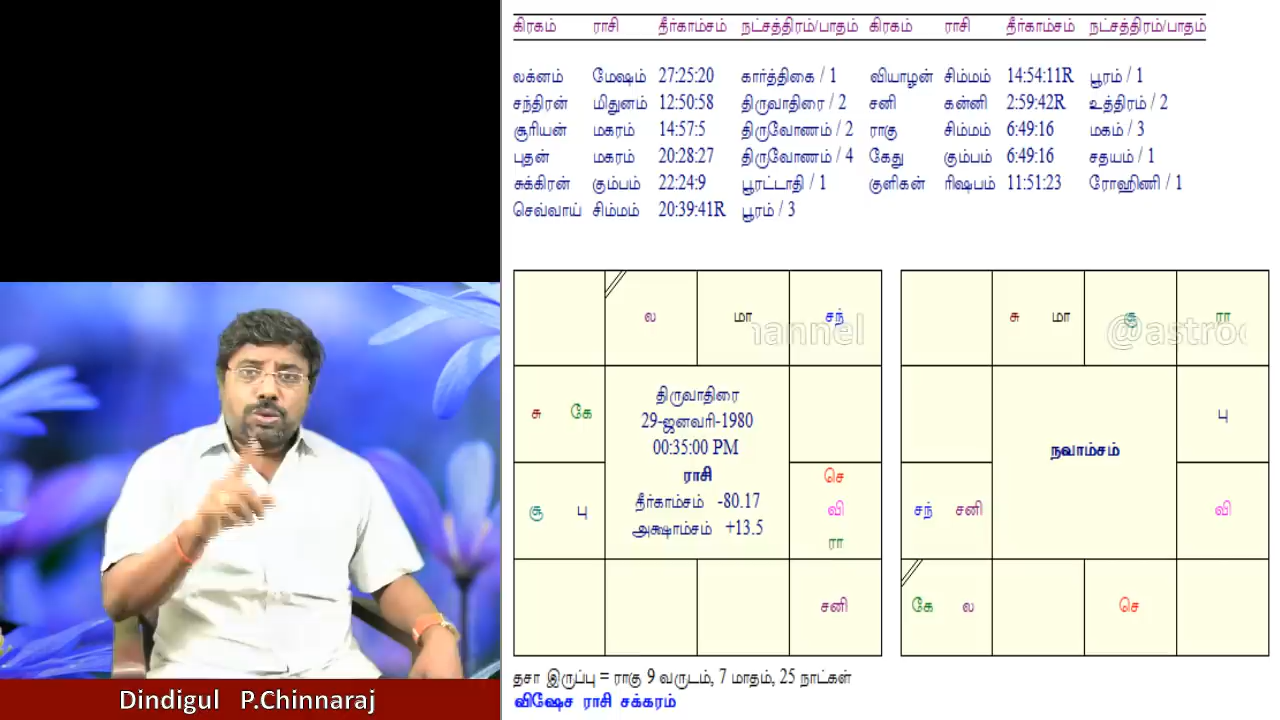 கிரகம் ராசி தீர்காம்சம் நட்சத்திரம்/பாதம் கிரகம் ராசி தீர்காம்சம் நட்சத்திரம்/பாதம்
லக்னம் மேஷம் 27:25:20 கார்த்திகை / 1 வியாழன் சிம்மம் 14:54:11R பூரம் / 1
சந்திரன் மிதுனம் 12:50:58 திருவாதிரை / 2 சனி கன்னி 2:59:42R உத்திரம் / 2
சூரியன் மகரம் 14:57:5 திருவோணம் / 2 ராகு சிம்மம் 6:49:16 மகம் / 3
புதன் மகரம் 20:28:27 திருவோணம் / 4 கேது கும்பம் 6:49:16 சதயம் / 1
சுக்கிரன் கும்பம் 22:24:9 பூரட்டாதி / 1 குளிகன் ரிஷபம் 11:51:23 ரோஹிணி / 1
செவ்வாய் சிம்மம் 20:39:41R பூரம் / 3
ல மா சந்
hannel
சு கே
திருவாதிரை
29-ஜனவரி-1980
00:35:00 PM
ராசி
தீர்காம்சம் -80.17
அக்ஷாம்சம் +13.5
சூ பு
செ
வி
ரா
சனி
சு மா சூ ரா
@astroc
பு
நவாம்சம்
சந் சனி வி
கே ல செ
தசா இருப்பு = ராகு 9 வருடம், 7 மாதம், 25 நாட்கள்
விஷேச ராசி சக்கரம்
Dindigul P.Chinnaraj